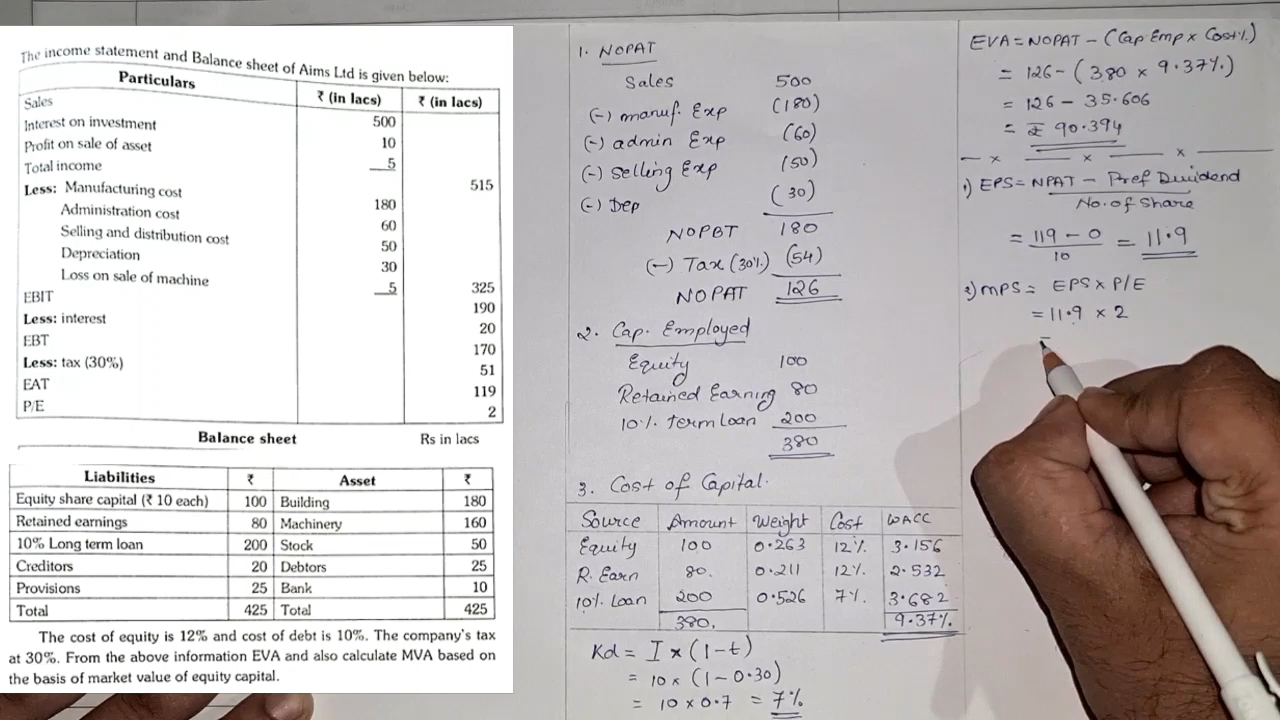 The income statement and Balance sheet of Aims Ltd is given below:
Particulars ₹ (in lacs) ₹ (in lacs)
Sales 500
Interest on investment 10
Profit on sale of asset 5
Total income 515
Less: Manufacturing cost 180
Administration cost 60
Selling and distribution cost 50
Depreciation 30
Loss on sale of machine 5 325
EBIT 190
Less: interest 20
EBT 170
Less: tax (30%) 51
EAT 119
P/E 2
Balance sheet Rs in lacs
Liabilities ₹ Asset ₹
Equity share capital (₹ 10 each) 100 Building 180
Retained earnings 80 Machinery 160
10% Long term loan 200 Stock 50
Creditors 20 Debtors 25
Provisions 25 Bank 10
Total 425 Total 425
The cost of equity is 12% and cost of debt is 10%. The company's tax
at 30%. From the above information EVA and also calculate MVA based on
the basis of market value of equity capital.
1. NOPAT
Sales 500
(-) manuf. Exp (180)
(-) admin Exp (60)
(-) Selling Exp (50)
(-) Dep (30)
NOPBT 180
(-) Tax (30%) (54)
NOPAT 126
2. Cap. Employed
Equity 100
Retained Earning 80
10% term loan 200
380
3. Cost of Capital.
Source Amount Weight Cost WACC
Equity 100 0.263 12% 3.156
R. Earn 80. 0.211 12% 2.532
10% Loan 200 0.526 7% 3.682
380. 9.37%
Kd = I x (1-t)
= 10 x (1-0.30)
= 10 x 0.7 = 7%
EVA = NOPAT - (Cap Emp x Cost%)
= 126 - (380 x 9.37%)
= 126 - 35.606
= ₹ 90.394
x x x
1) EPS = NPAT - Pref Dividend
No. of Share
= 119 - 0 = 11.9
10
2) MPS = EPS x P/E
= 11.9 x 2
=